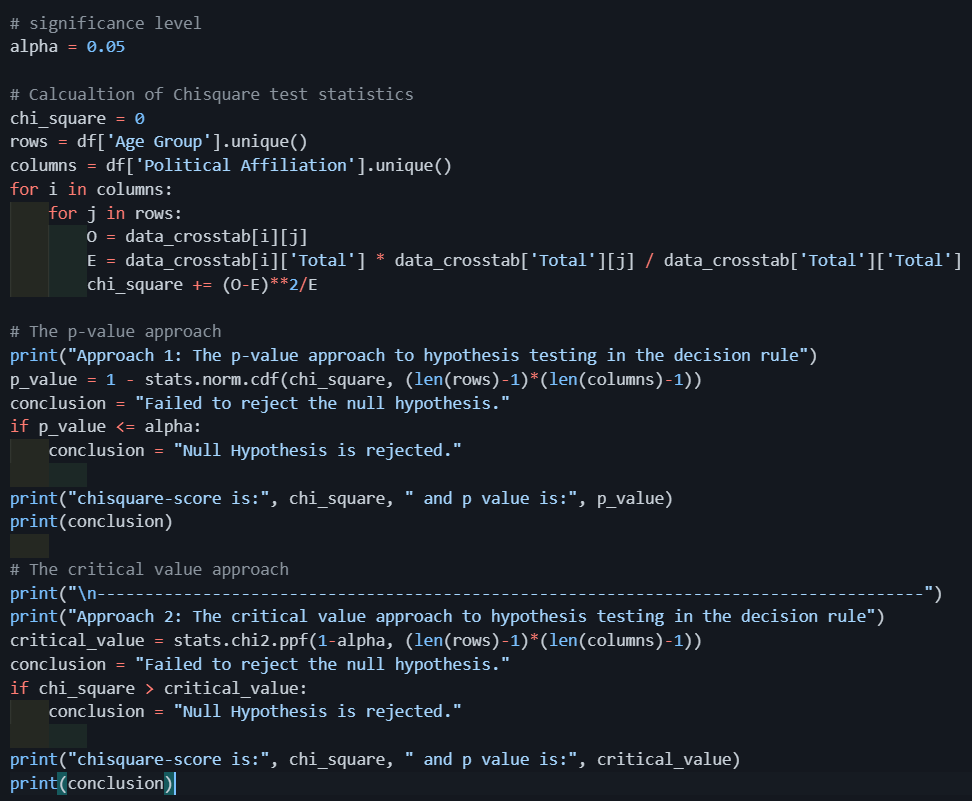 # significance level
alpha = 0.05
# Calcualtion of Chisquare test statistics
chi_square = 0
rows = df['Age Group'].unique()
columns = df['Political Affiliation'].unique()
for i in columns:
    for j in rows:
        O = data_crosstab[i][j]
        E = data_crosstab[i]['Total'] * data_crosstab['Total'][j] / data_crosstab['Total']['Total']
        chi_square += (O-E)**2/E
# The p-value approach
print("Approach 1: The p-value approach to hypothesis testing in the decision rule")
p_value = 1 - stats.norm.cdf(chi_square, (len(rows)-1)*(len(columns)-1))
conclusion = "Failed to reject the null hypothesis."
if p_value <= alpha:
    conclusion = "Null Hypothesis is rejected."
print("chisquare-score is:", chi_square, " and p value is:", p_value)
print(conclusion)
# The critical value approach
print("\n--------------------------------------------------------------------------------------")
print("Approach 2: The critical value approach to hypothesis testing in the decision rule")
critical_value = stats.chi2.ppf(1-alpha, (len(rows)-1)*(len(columns)-1))
conclusion = "Failed to reject the null hypothesis."
if chi_square > critical_value:
    conclusion = "Null Hypothesis is rejected."
print("chisquare-score is:", chi_square, " and p value is:", critical_value)
print(conclusion)